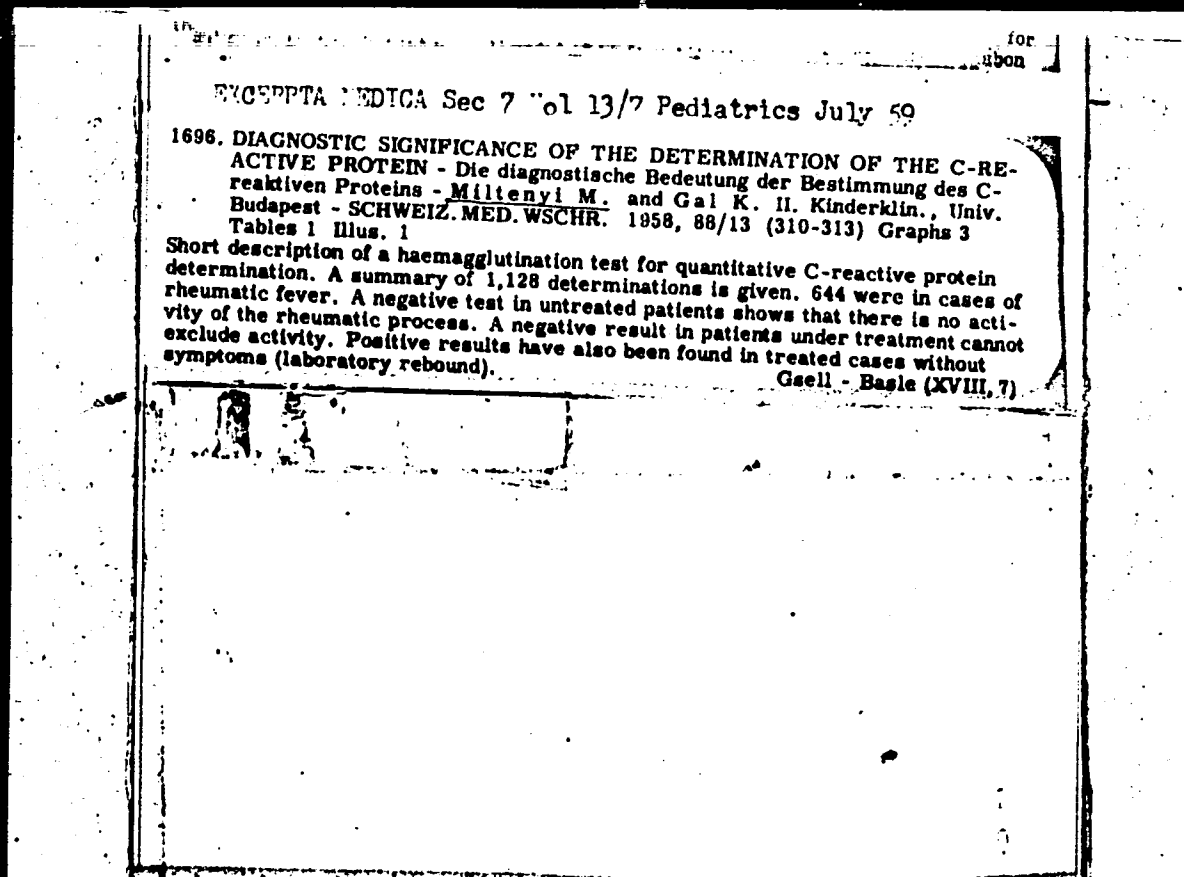 for
EXCERPTA MEDICA Sec 7 Vol 13/7 Pediatrics July 59
1696. DIAGNOSTIC SIGNIFICANCE OF THE DETERMINATION OF THE C-RE-
ACTIVE PROTEIN - Die diagnostische Bedeutung der Bestimmung des C-
reaktiven Proteins - Miltenyi M. and Gal K. II. Kinderklin., Univ.
Budapest - SCHWEIZ. MED. WSCHR. 1958, 88/13 (310-313) Graphs 3
Tables 1 Illus. 1
Short description of a haemagglutination test for quantitative C-reactive protein
determination. A summary of 1,128 determinations is given. 644 were in cases of
rheumatic fever. A negative test in untreated patients shows that there is no acti-
vity of the rheumatic process. A negative result in patients under treatment cannot
exclude activity. Positive results have also been found in treated cases without
symptoms (laboratory rebound).
Gsell - Basle (XVIII, 7)